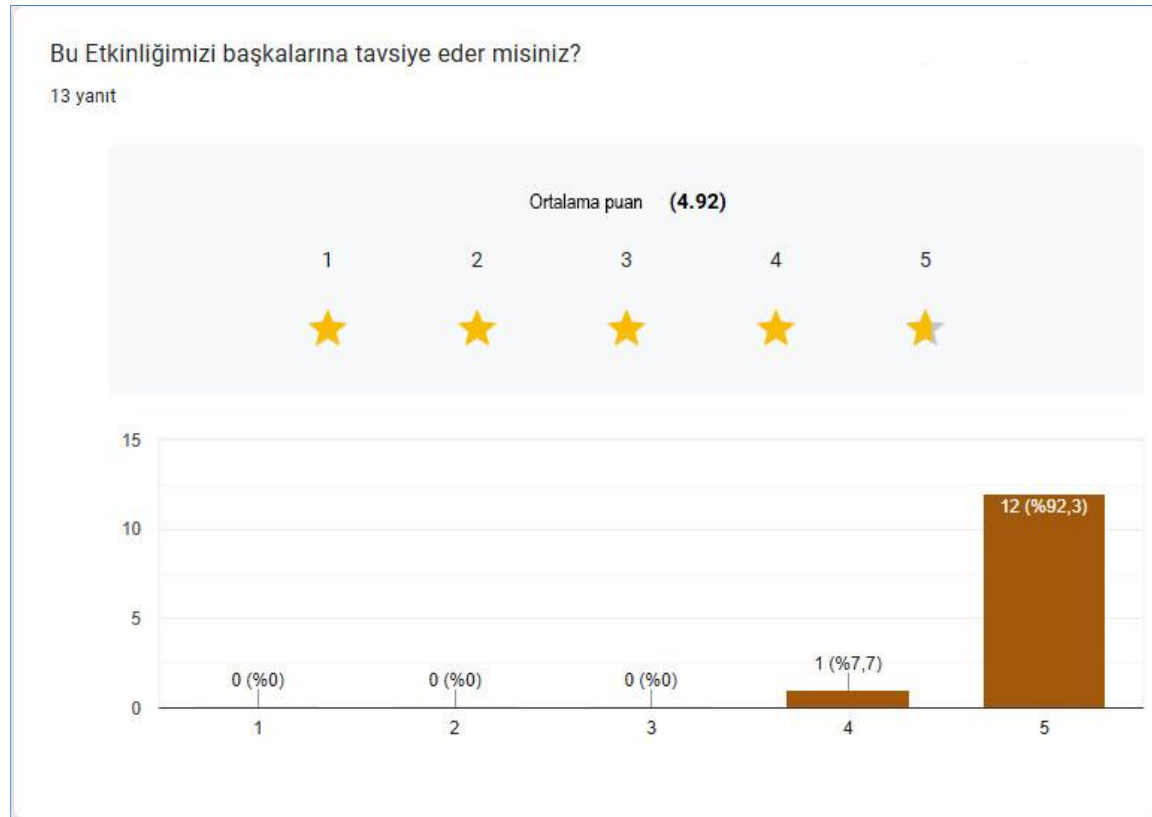 Bu Etkinliğimizi başkalarına tavsiye eder misiniz?
13 yanıt
Ortalama puan (4.92)
1 2 3 4 5
15
10
5
0
0 (%0) 0 (%0) 0 (%0) 1 (%7,7) 12 (%92,3)
1 2 3 4 5